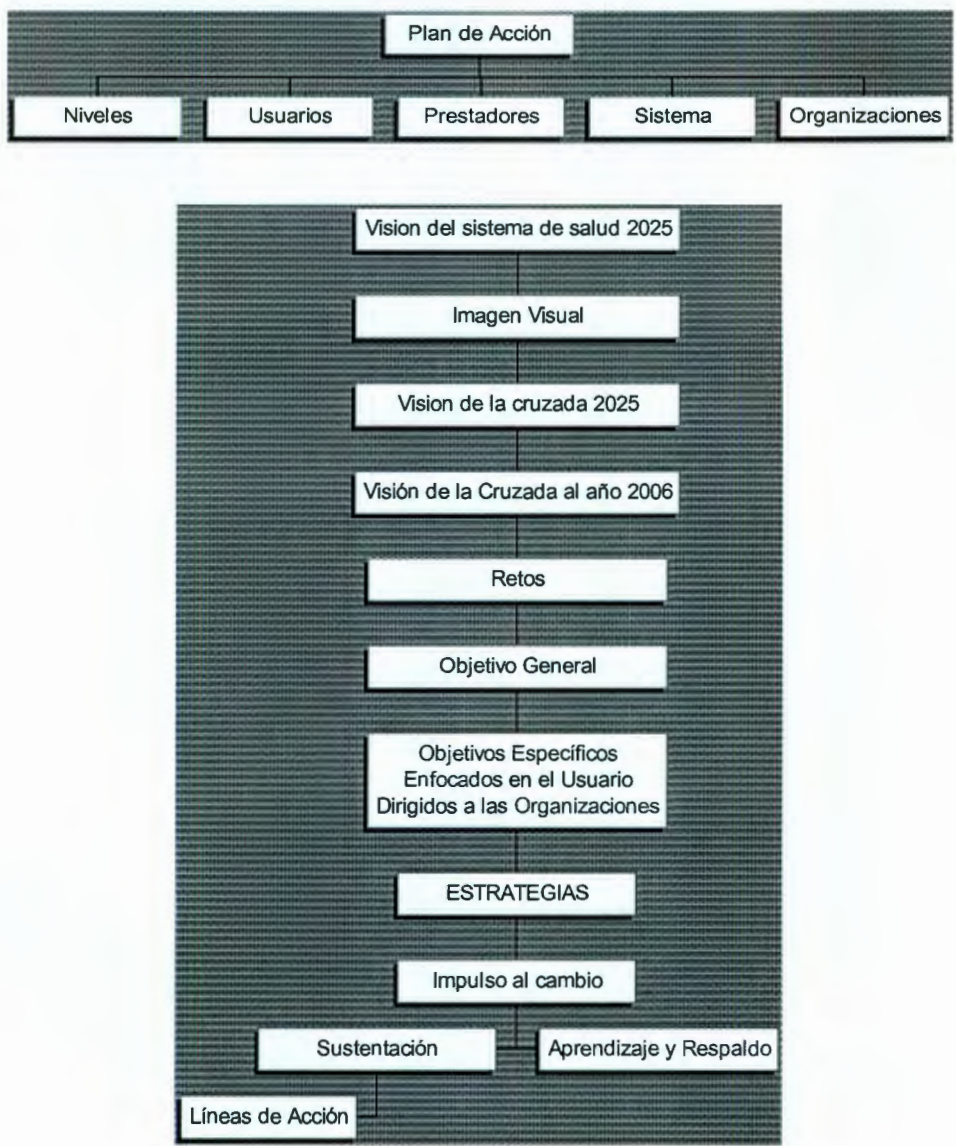 Plan de Acción
Niveles
Usuarios
Prestadores
Sistema
Organizaciones
Vision del sistema de salud 2025
Imagen Visual
Vision de la cruzada 2025
Visión de la Cruzada al año 2006
Retos
Objetivo General
Objetivos Específicos
Enfocados en el Usuario
Dirigidos a las Organizaciones
ESTRATEGIAS
Impulso al cambio
Sustentación
Aprendizaje y Respaldo
Líneas de Acción